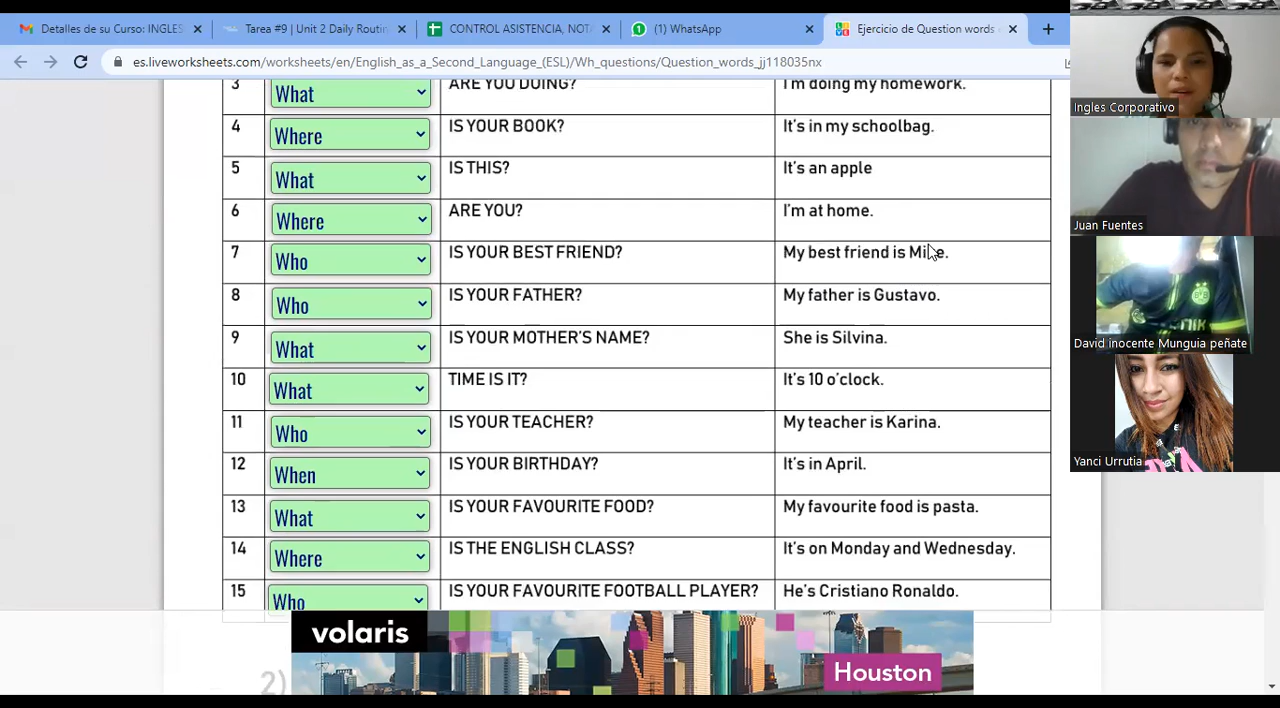 Detalles de su Curso: INGLES
Tarea #9 | Unit 2 Daily Routin
CONTROL ASISTENCIA, NOTA
(1) WhatsApp
Ejercicio de Question words
es.liveworksheets.com/worksheets/en/English_as_a_Second_Language_(ESL)/Wh_questions/Question_words_jj118035nx
3 What ARE YOU DOING? I'm doing my homework.
4 Where IS YOUR BOOK? It's in my schoolbag.
5 What IS THIS? It's an apple
6 Where ARE YOU? I'm at home.
7 Who IS YOUR BEST FRIEND? My best friend is Mike.
8 Who IS YOUR FATHER? My father is Gustavo.
9 What IS YOUR MOTHER'S NAME? She is Silvina.
10 What TIME IS IT? It's 10 o'clock.
11 Who IS YOUR TEACHER? My teacher is Karina.
12 When IS YOUR BIRTHDAY? It's in April.
13 What IS YOUR FAVOURITE FOOD? My favourite food is pasta.
14 Where IS THE ENGLISH CLASS? It's on Monday and Wednesday.
15 Who IS YOUR FAVOURITE FOOTBALL PLAYER? He's Cristiano Ronaldo.
2)
volaris
Houston
Ingles Corporativo
Juan Fuentes
David inocente Munguia peñate
Yanci Urrutia